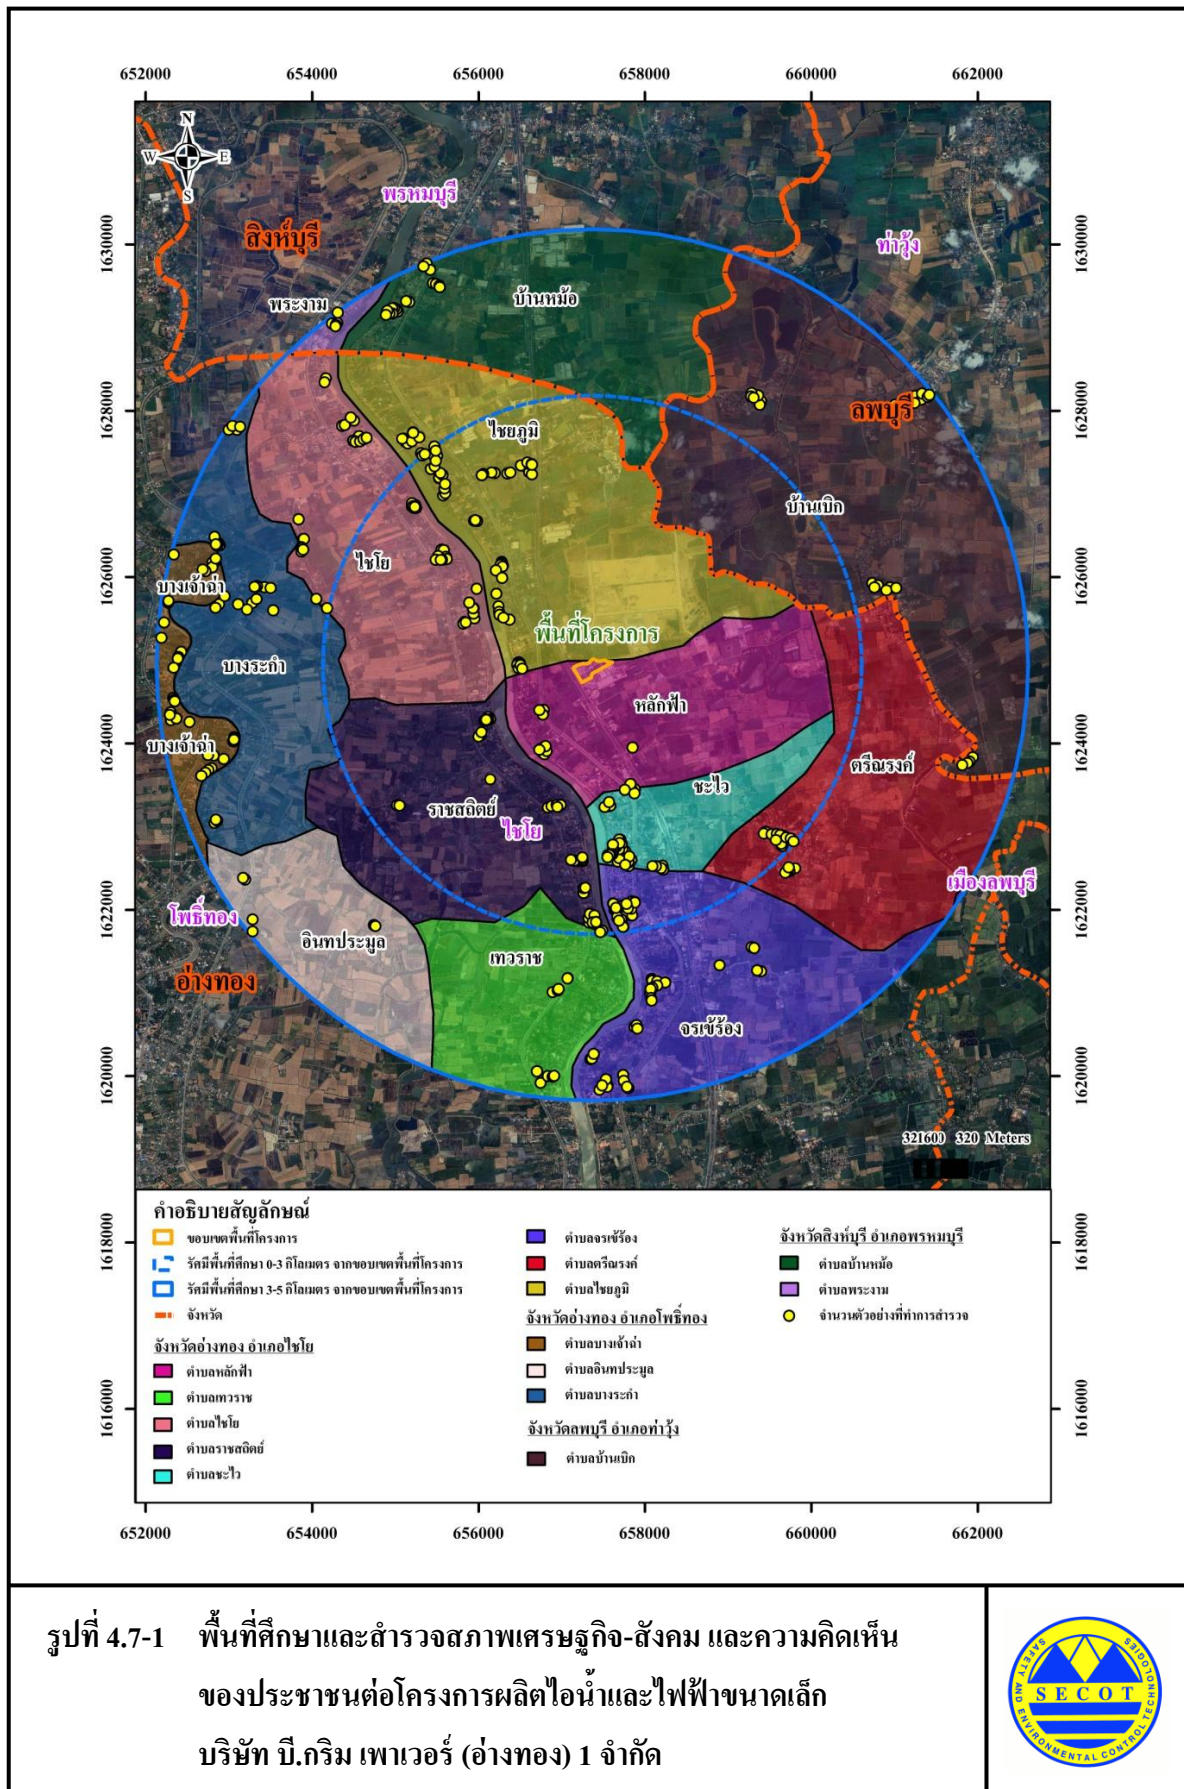 652000 654000 656000 658000 660000 662000
N
W E
S
พรหมบุรี
สิงห์บุรี
ท่าวุ้ง
1630000 1630000
พระงาม
บ้านหม้อ
1628000 1628000
ลพบุรี
ไชยภูมิ
บ้านเบิก
ไชโย
1626000 1626000
บางเจ้าฉ่า
พื้นที่โครงการ
บางระกำ
หลักฟ้า
1624000 1624000
บางเจ้าฉ่า
ตรีณรงค์
ชะไว
ราชสถิตย์
ไชโย
เมืองลพบุรี
1622000 1622000
โพธิ์ทอง
อินทประมูล
เทวราช
อ่างทอง
จรเข้ร้อง
1620000 1620000
321600 320 Meters
1618000 1618000
1616000 1616000
คำอธิบายสัญลักษณ์
ขอบเขตพื้นที่โครงการ
รัศมีพื้นที่ศึกษา 0-3 กิโลเมตร จากขอบเขตพื้นที่โครงการ
รัศมีพื้นที่ศึกษา 3-5 กิโลเมตร จากขอบเขตพื้นที่โครงการ
จังหวัด
จังหวัดอ่างทอง อำเภอไชโย
ตำบลหลักฟ้า
ตำบลเทวราช
ตำบลไชโย
ตำบลราชสถิตย์
ตำบลชะไว
ตำบลจรเข้ร้อง
ตำบลตรีณรงค์
ตำบลไชยภูมิ
จังหวัดอ่างทอง อำเภอโพธิ์ทอง
ตำบลบางเจ้าฉ่า
ตำบลอินทประมูล
ตำบลบางระกำ
จังหวัดลพบุรี อำเภอท่าวุ้ง
ตำบลบ้านเบิก
จังหวัดสิงห์บุรี อำเภอพรหมบุรี
ตำบลบ้านหม้อ
ตำบลพระงาม
จำนวนตัวอย่างที่ทำการสำรวจ
652000 654000 656000 658000 660000 662000
รูปที่ 4.7-1 พื้นที่ศึกษาและสำรวจสภาพเศรษฐกิจ-สังคม และความคิดเห็น
ของประชาชนต่อโครงการผลิตไอน้ำและไฟฟ้าขนาดเล็ก
บริษัท บี.กริม เพาเวอร์ (อ่างทอง) 1 จำกัด
SECOT
SAFETY AND ENVIRONMENTAL CONTROL TECHNOLOGIES